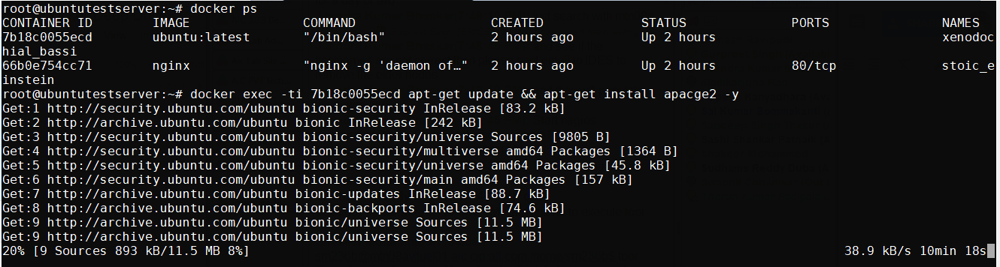 root@ubuntutestserver:~# docker ps
CONTAINER ID        IMAGE               COMMAND                  CREATED             STATUS              PORTS               NAMES
7b18c0055ecd        ubuntu:latest       "/bin/bash"              2 hours ago         Up 2 hours                              xenodoc
hial_bassi
66b0e754cc71        nginx               "nginx -g 'daemon of…"   2 hours ago         Up 2 hours          80/tcp              stoic_e
instein
root@ubuntutestserver:~# docker exec -ti 7b18c0055ecd apt-get update && apt-get install apacge2 -y
Get:1 http://security.ubuntu.com/ubuntu bionic-security InRelease [83.2 kB]
Get:2 http://archive.ubuntu.com/ubuntu bionic InRelease [242 kB]
Get:3 http://security.ubuntu.com/ubuntu bionic-security/universe Sources [9805 B]
Get:4 http://security.ubuntu.com/ubuntu bionic-security/multiverse amd64 Packages [1364 B]
Get:5 http://security.ubuntu.com/ubuntu bionic-security/universe amd64 Packages [45.8 kB]
Get:6 http://security.ubuntu.com/ubuntu bionic-security/main amd64 Packages [157 kB]
Get:7 http://archive.ubuntu.com/ubuntu bionic-updates InRelease [88.7 kB]
Get:8 http://archive.ubuntu.com/ubuntu bionic-backports InRelease [74.6 kB]
Get:9 http://archive.ubuntu.com/ubuntu bionic/universe Sources [11.5 MB]
Get:9 http://archive.ubuntu.com/ubuntu bionic/universe Sources [11.5 MB]
20% [9 Sources 893 kB/11.5 MB 8%]                                                                               38.9 kB/s 10min 18s